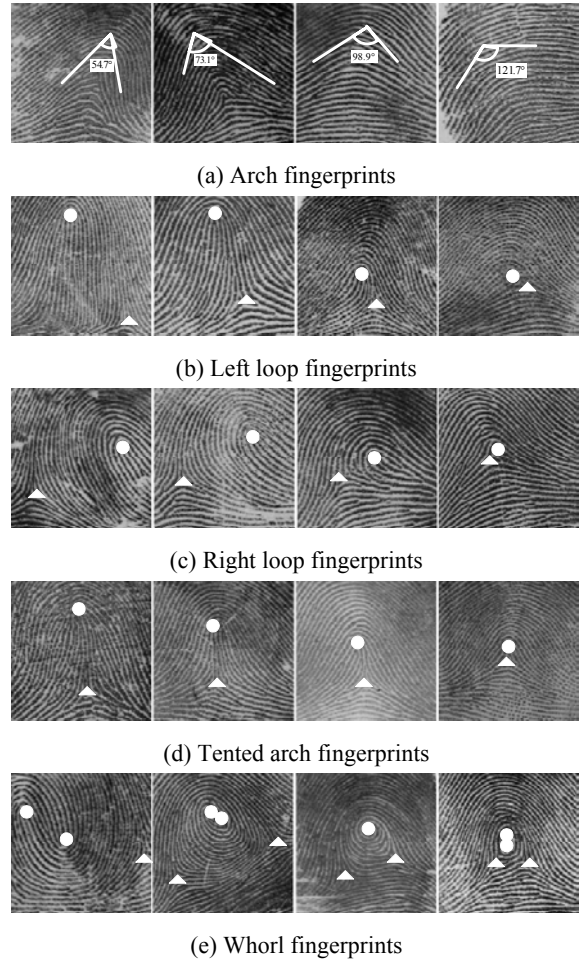 54.7° 73.1° 98.9° 121.7°
(a) Arch fingerprints
(b) Left loop fingerprints
(c) Right loop fingerprints
(d) Tented arch fingerprints
(e) Whorl fingerprints